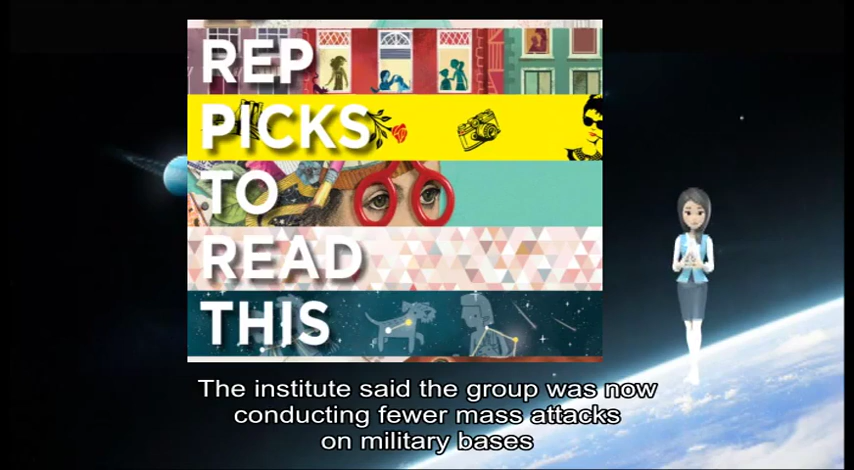 REP
PICKS
TO
READ
THIS
The institute said the group was now
conducting fewer mass attacks
on military bases